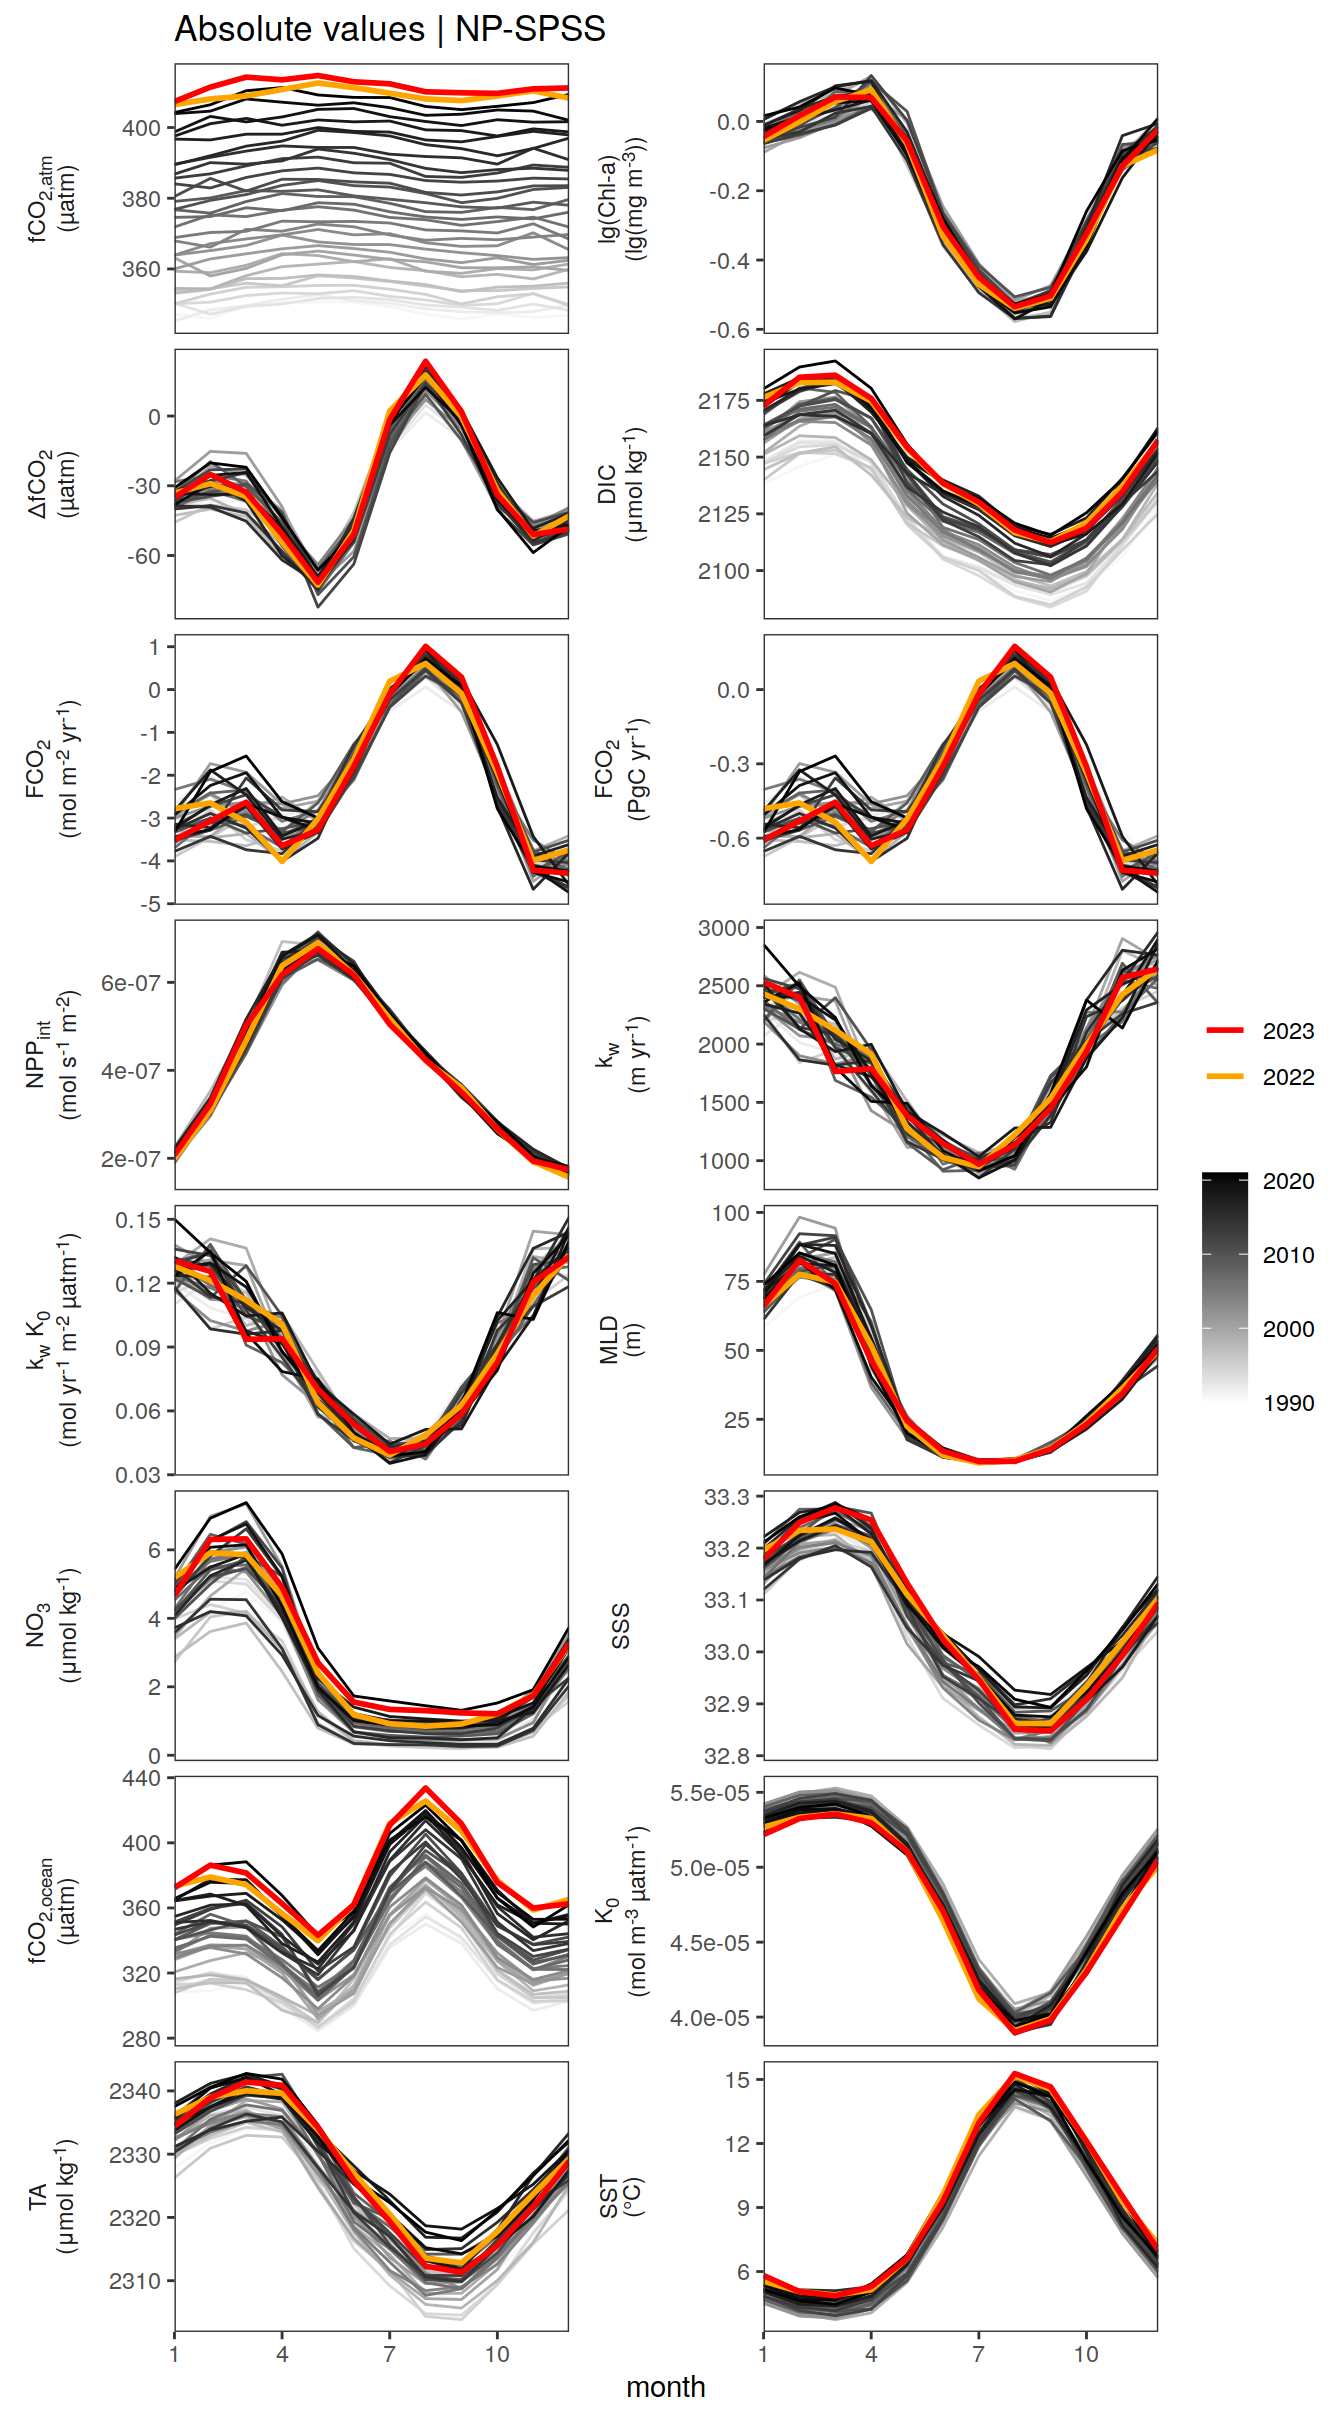 Absolute values | NP-SPSS
fCO2,atm
(µatm)
400
380
360
lg(Chl-a)
(lg(mg m-3))
0.0
-0.2
-0.4
-0.6
ΔfCO2
(µatm)
0
-30
-60
DIC
(µmol kg-1)
2175
2150
2125
2100
FCO2
(mol m-2 yr-1)
1
0
-1
-2
-3
-4
-5
FCO2
(PgC yr-1)
0.0
-0.3
-0.6
NPPint
(mol s-1 m-2)
6e-07
4e-07
2e-07
kw
(m yr-1)
3000
2500
2000
1500
1000
kw K0
(mol yr-1 m-2 µatm-1)
0.15
0.12
0.09
0.06
0.03
MLD
(m)
100
75
50
25
NO3
(µmol kg-1)
6
4
2
0
SSS
33.3
33.2
33.1
33.0
32.9
32.8
fCO2,ocean
(µatm)
440
400
360
320
280
K0
(mol m-3 µatm-1)
5.5e-05
5.0e-05
4.5e-05
4.0e-05
TA
(µmol kg-1)
2340
2330
2320
2310
SST
(°C)
15
12
9
6
1 4 7 10
1 4 7 10
month
2023
2022
2020
2010
2000
1990